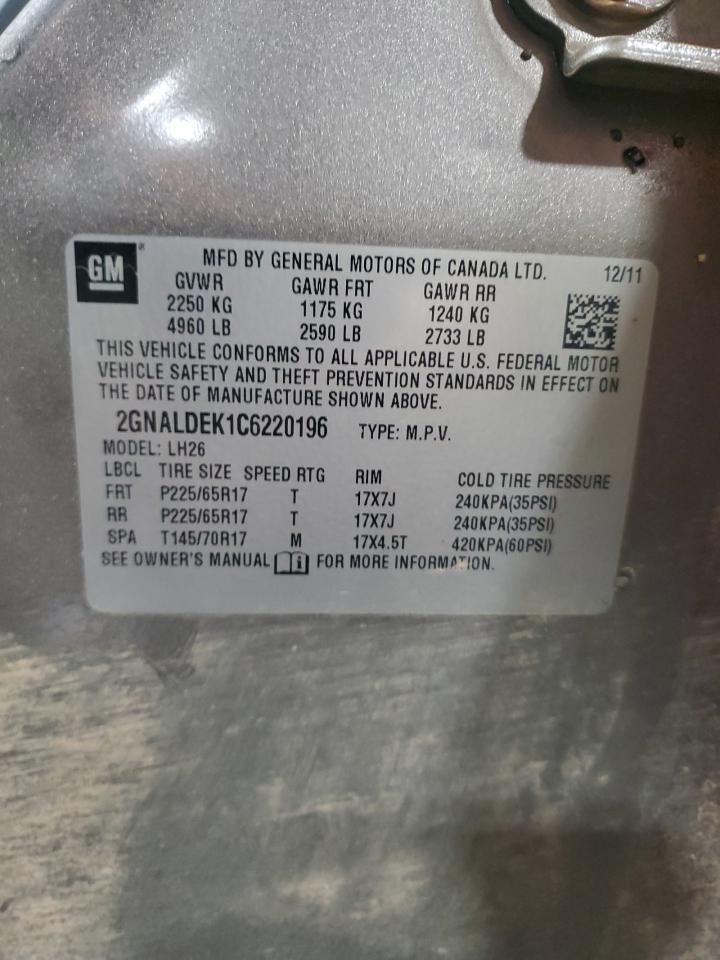 GM MFD BY GENERAL MOTORS OF CANADA LTD. 12/11
GVWR GAWR FRT GAWR RR
2250 KG 1175 KG 1240 KG
4960 LB 2590 LB 2733 LB
THIS VEHICLE CONFORMS TO ALL APPLICABLE U.S. FEDERAL MOTOR
VEHICLE SAFETY AND THEFT PREVENTION STANDARDS IN EFFECT ON
THE DATE OF MANUFACTURE SHOWN ABOVE.
2GNALDEK1C6220196 TYPE: M.P.V.
MODEL: LH26
LBCL TIRE SIZE SPEED RTG RIM COLD TIRE PRESSURE
FRT P225/65R17 T 17X7J 240KPA(35PSI)
RR P225/65R17 T 17X7J 240KPA(35PSI)
SPA T145/70R17 M 17X4.5T 420KPA(60PSI)
SEE OWNER'S MANUAL i FOR MORE INFORMATION.